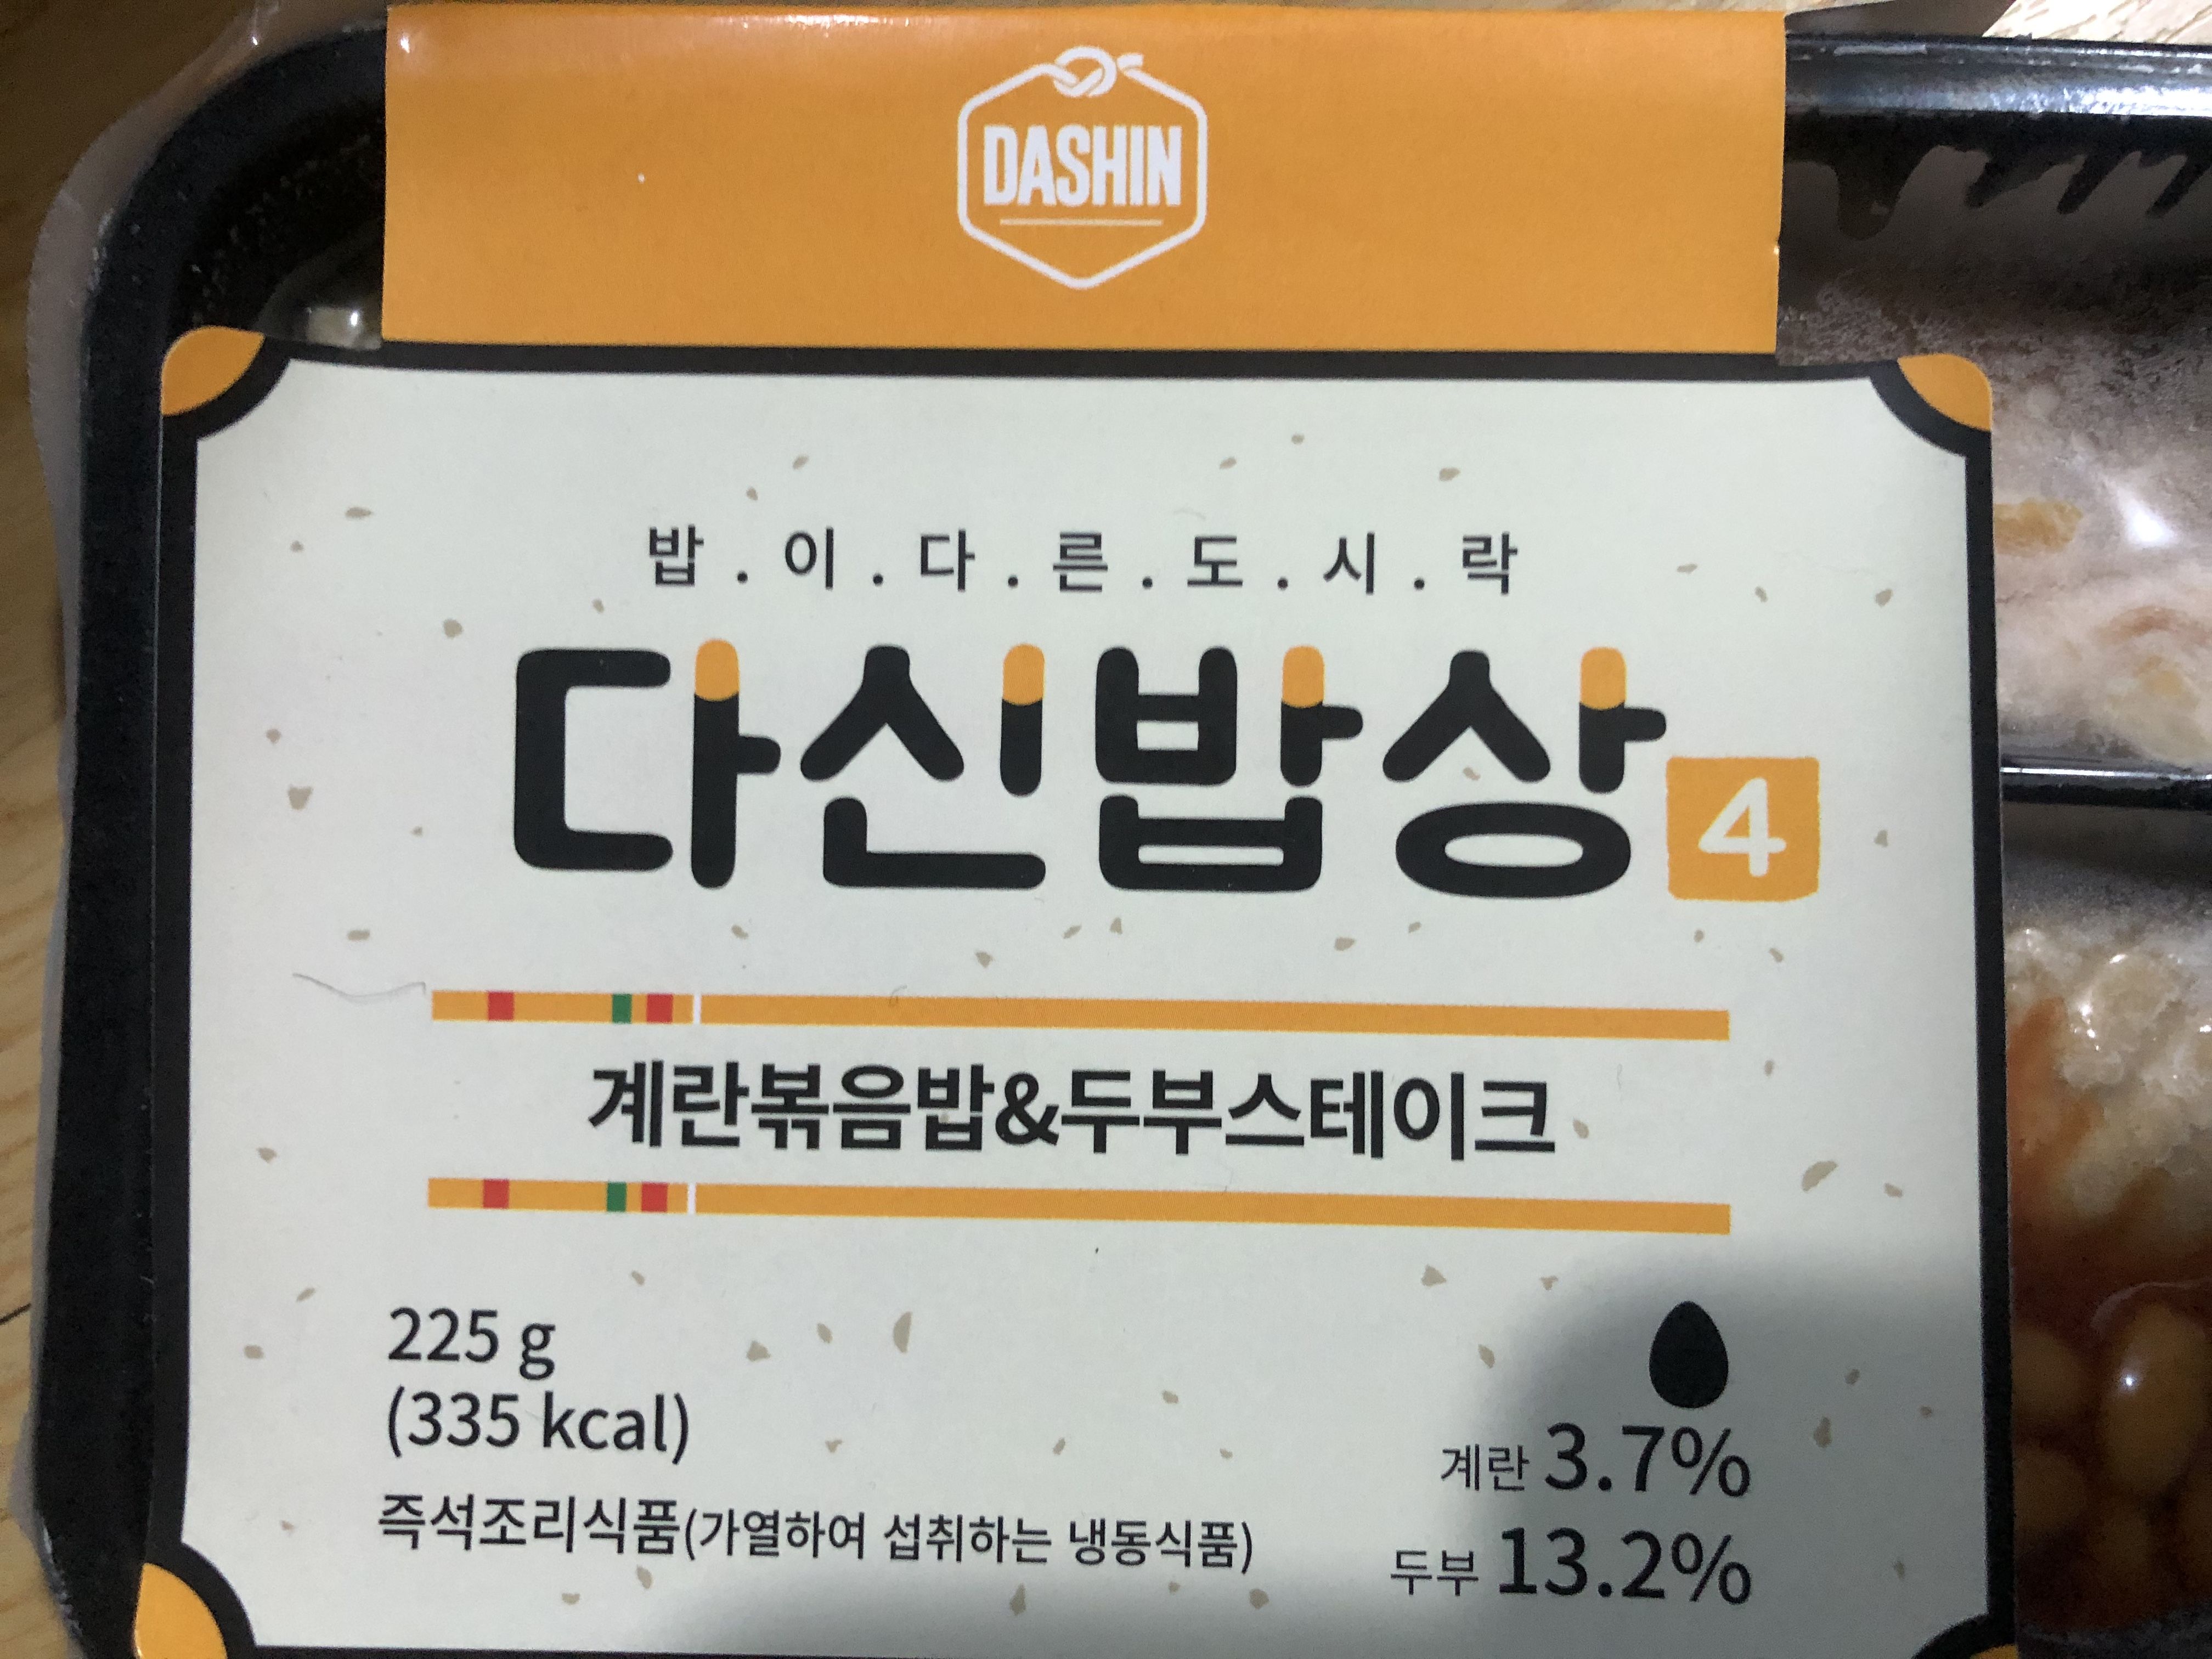 DASHIN
밥.이.다.른.도.시.락
다신밥상 4
계란볶음밥&두부스테이크
225 g
(335 kcal)
즉석조리식품(가열하여 섭취하는 냉동식품)
계란 3.7%
두부 13.2%